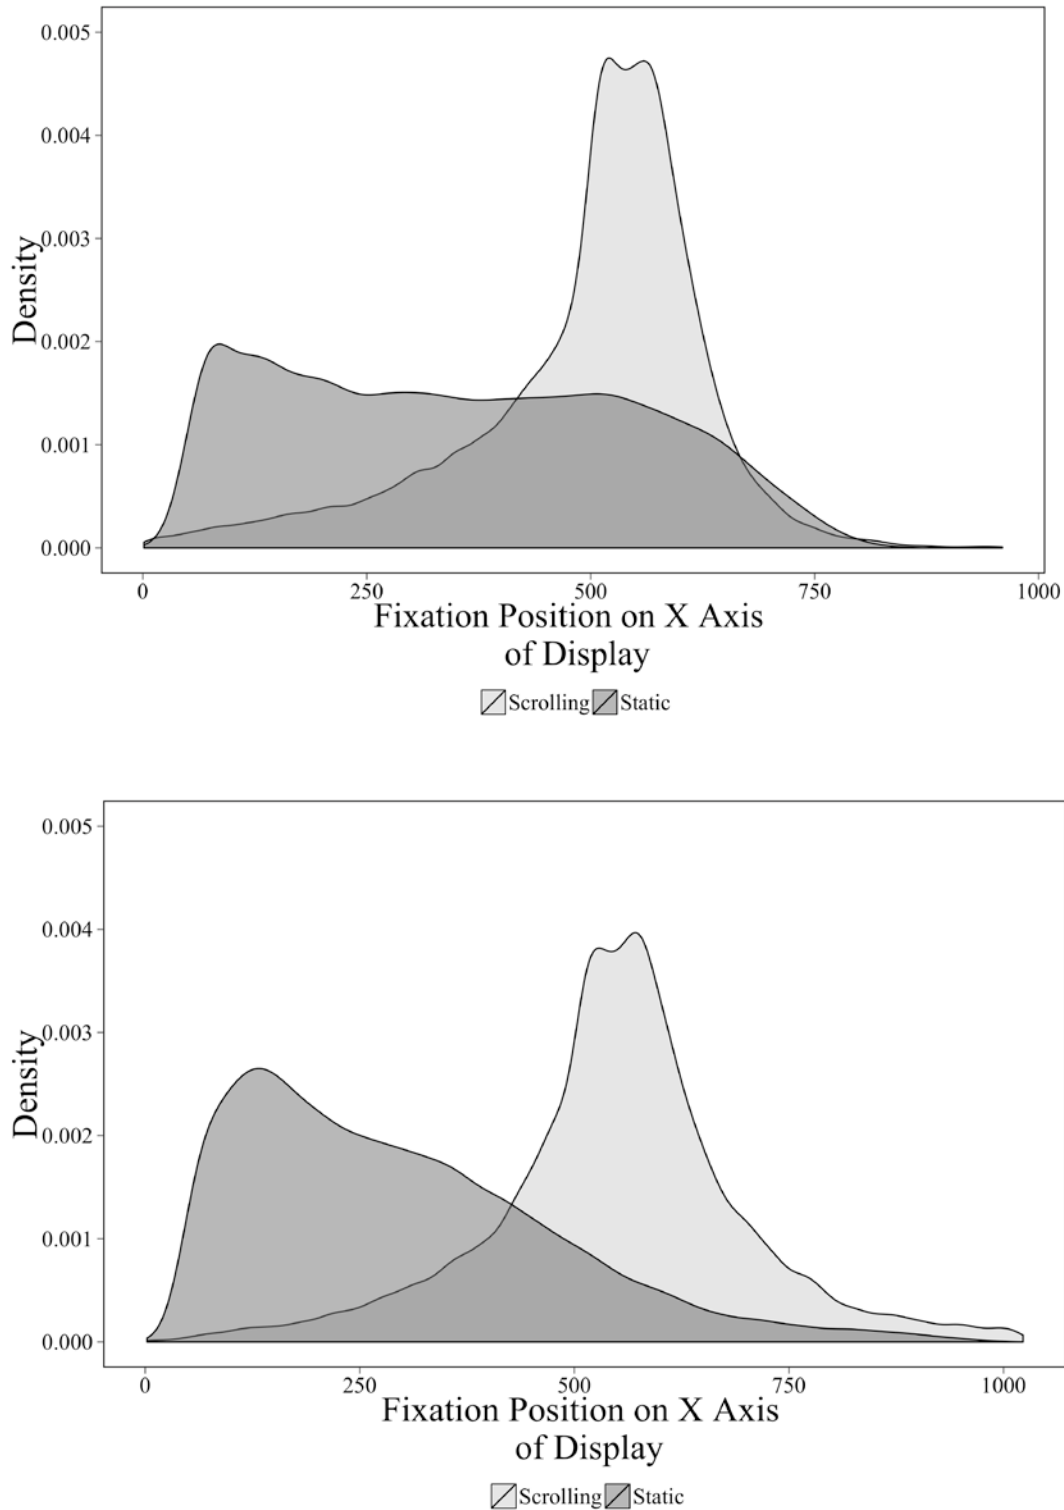 0.005
0.004
0.003
0.002
0.001
0.000
Density
0 250 500 750 1000
Fixation Position on X Axis
of Display
Scrolling Static
0.005
0.004
0.003
0.002
0.001
0.000
Density
0 250 500 750 1000
Fixation Position on X Axis
of Display
Scrolling Static